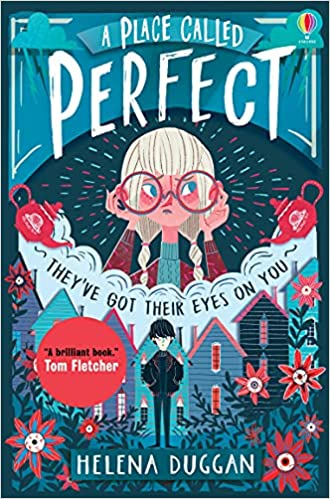 A PLACE CALLED
PERFECT
~THEY'VE GOT THEIR EYES ON YOU~
"A brilliant book."
Tom Fletcher
HELENA DUGGAN